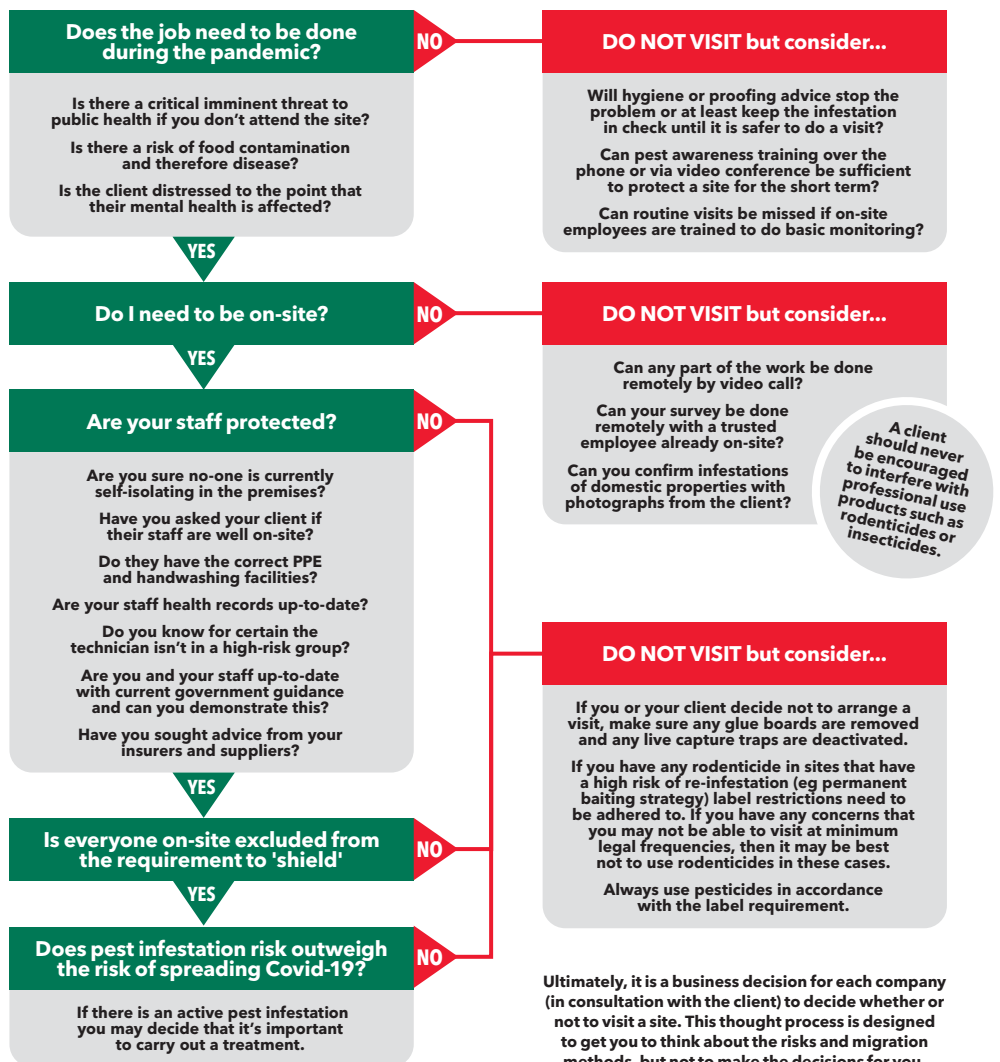 Does the job need to be done
during the pandemic?
NO
DO NOT VISIT but consider...
Is there a critical imminent threat to
public health if you don't attend the site?
Is there a risk of food contamination
and therefore disease?
Is the client distressed to the point that
their mental health is affected?
Will hygiene or proofing advice stop the
problem or at least keep the infestation
in check until it is safer to do a visit?
Can pest awareness training over the
phone or via video conference be sufficient
to protect a site for the short term?
Can routine visits be missed if on-site
employees are trained to do basic monitoring?
YES
Do I need to be on-site?
NO
DO NOT VISIT but consider...
YES
Can any part of the work be done
remotely by video call?
Can your survey be done
remotely with a trusted
employee already on-site?
Can you confirm infestations
of domestic properties with
photographs from the client?
A client
should never
be encouraged
to interfere with
professional use
products such as
rodenticides or
insecticides.
Are your staff protected?
NO
Are you sure no-one is currently
self-isolating in the premises?
Have you asked your client if
their staff are well on-site?
Do they have the correct PPE
and handwashing facilities?
Are your staff health records up-to-date?
Do you know for certain the
technician isn't in a high-risk group?
Are you and your staff up-to-date
with current government guidance
and can you demonstrate this?
Have you sought advice from your
insurers and suppliers?
YES
DO NOT VISIT but consider...
If you or your client decide not to arrange a
visit, make sure any glue boards are removed
and any live capture traps are deactivated.
If you have any rodenticide in sites that have
a high risk of re-infestation (eg permanent
baiting strategy) label restrictions need to
be adhered to. If you have any concerns that
you may not be able to visit at minimum
legal frequencies, then it may be best
not to use rodenticides in these cases.
Always use pesticides in accordance
with the label requirement.
Is everyone on-site excluded from
the requirement to 'shield'
NO
YES
Does pest infestation risk outweigh
the risk of spreading Covid-19?
NO
If there is an active pest infestation
you may decide that it's important
to carry out a treatment.
Ultimately, it is a business decision for each company
(in consultation with the client) to decide whether or
not to visit a site. This thought process is designed
to get you to think about the risks and migration
methods, but not to make the decisions for you